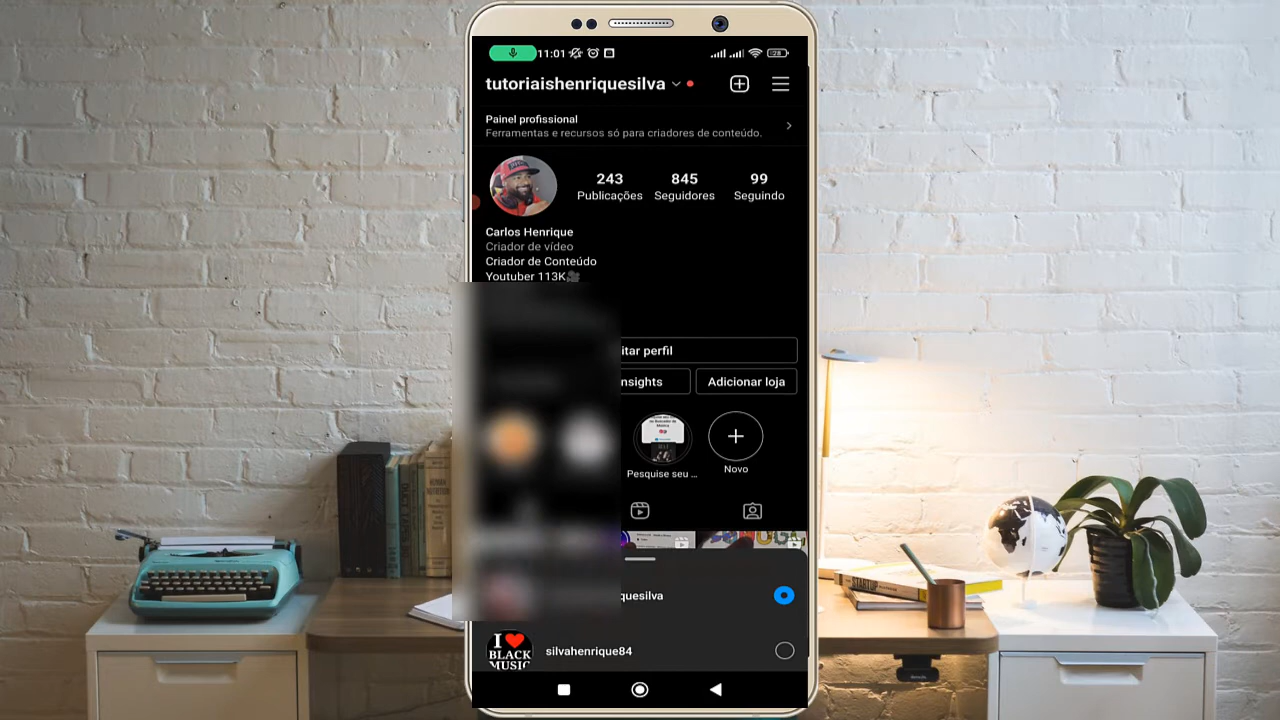 11:01
28
tutoriaishenriquesilva
Painel profissional
Ferramentas e recursos só para criadores de conteúdo.
243 845 99
Publicações Seguidores Seguindo
Carlos Henrique
Criador de vídeo
Criador de Conteúdo
Youtuber 113K🎥
itar perfil
nsights Adicionar loja
Pesquise seu ...
Novo
quesilva
I ❤ BLACK MUSIC
silvahenrique84
STARTUP